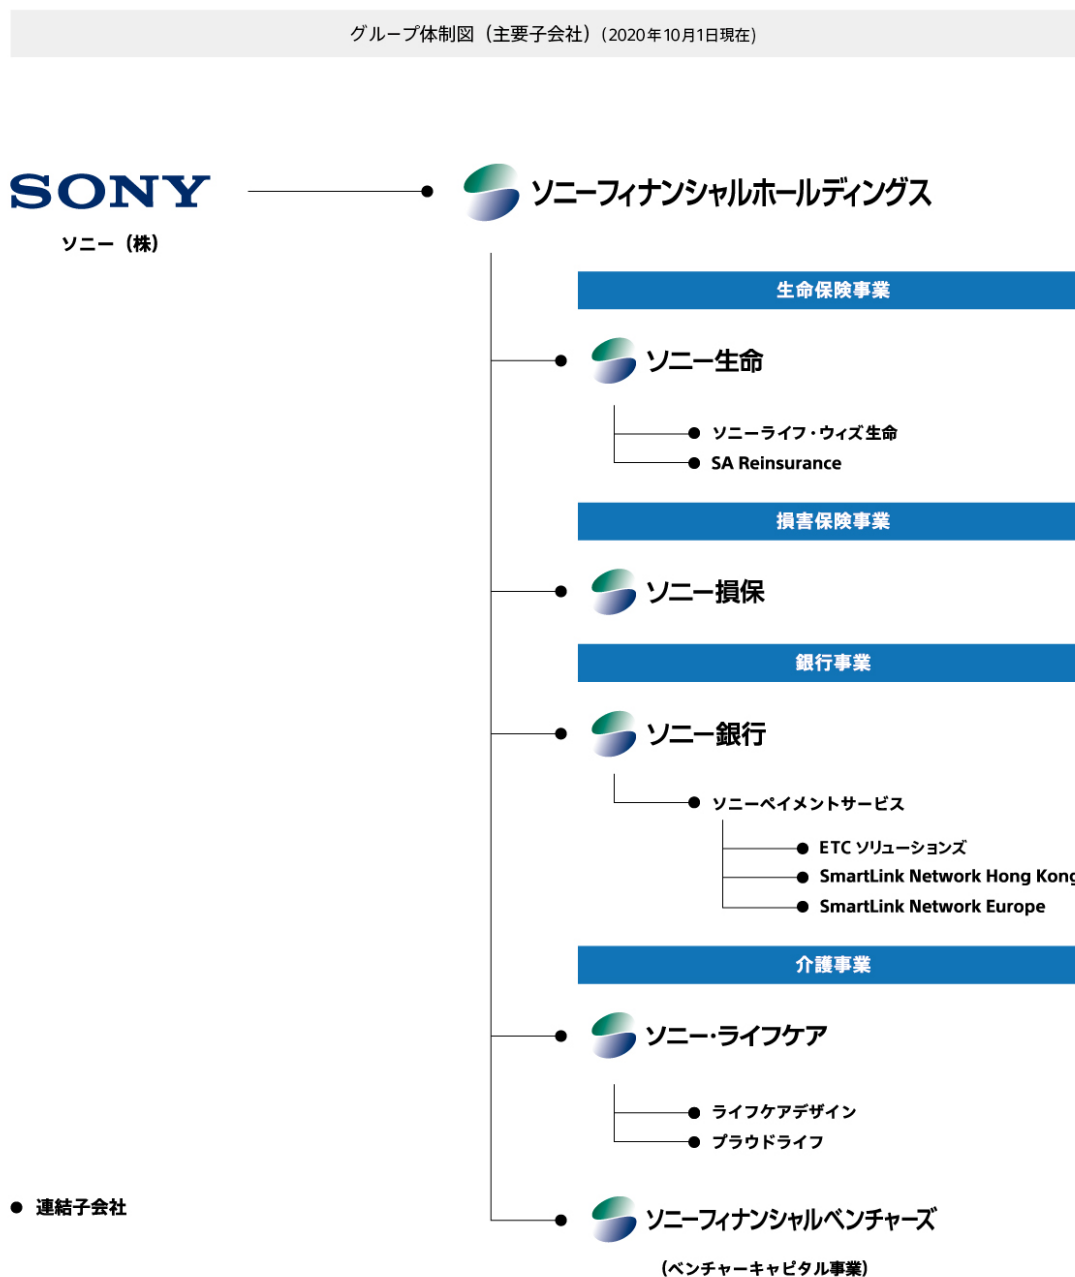 グループ体制図（主要子会社）(2020年10月1日現在)
SONY
ソニー（株）
ソニーフィナンシャルホールディングス
生命保険事業
ソニー生命
ソニーライフ・ウィズ生命
SA Reinsurance
損害保険事業
ソニー損保
銀行事業
ソニー銀行
ソニーペイメントサービス
ETC ソリューションズ
SmartLink Network Hong Kong
SmartLink Network Europe
介護事業
ソニー・ライフケア
ライフケアデザイン
プラウドライフ
● 連結子会社
ソニーフィナンシャルベンチャーズ
（ベンチャーキャピタル事業）